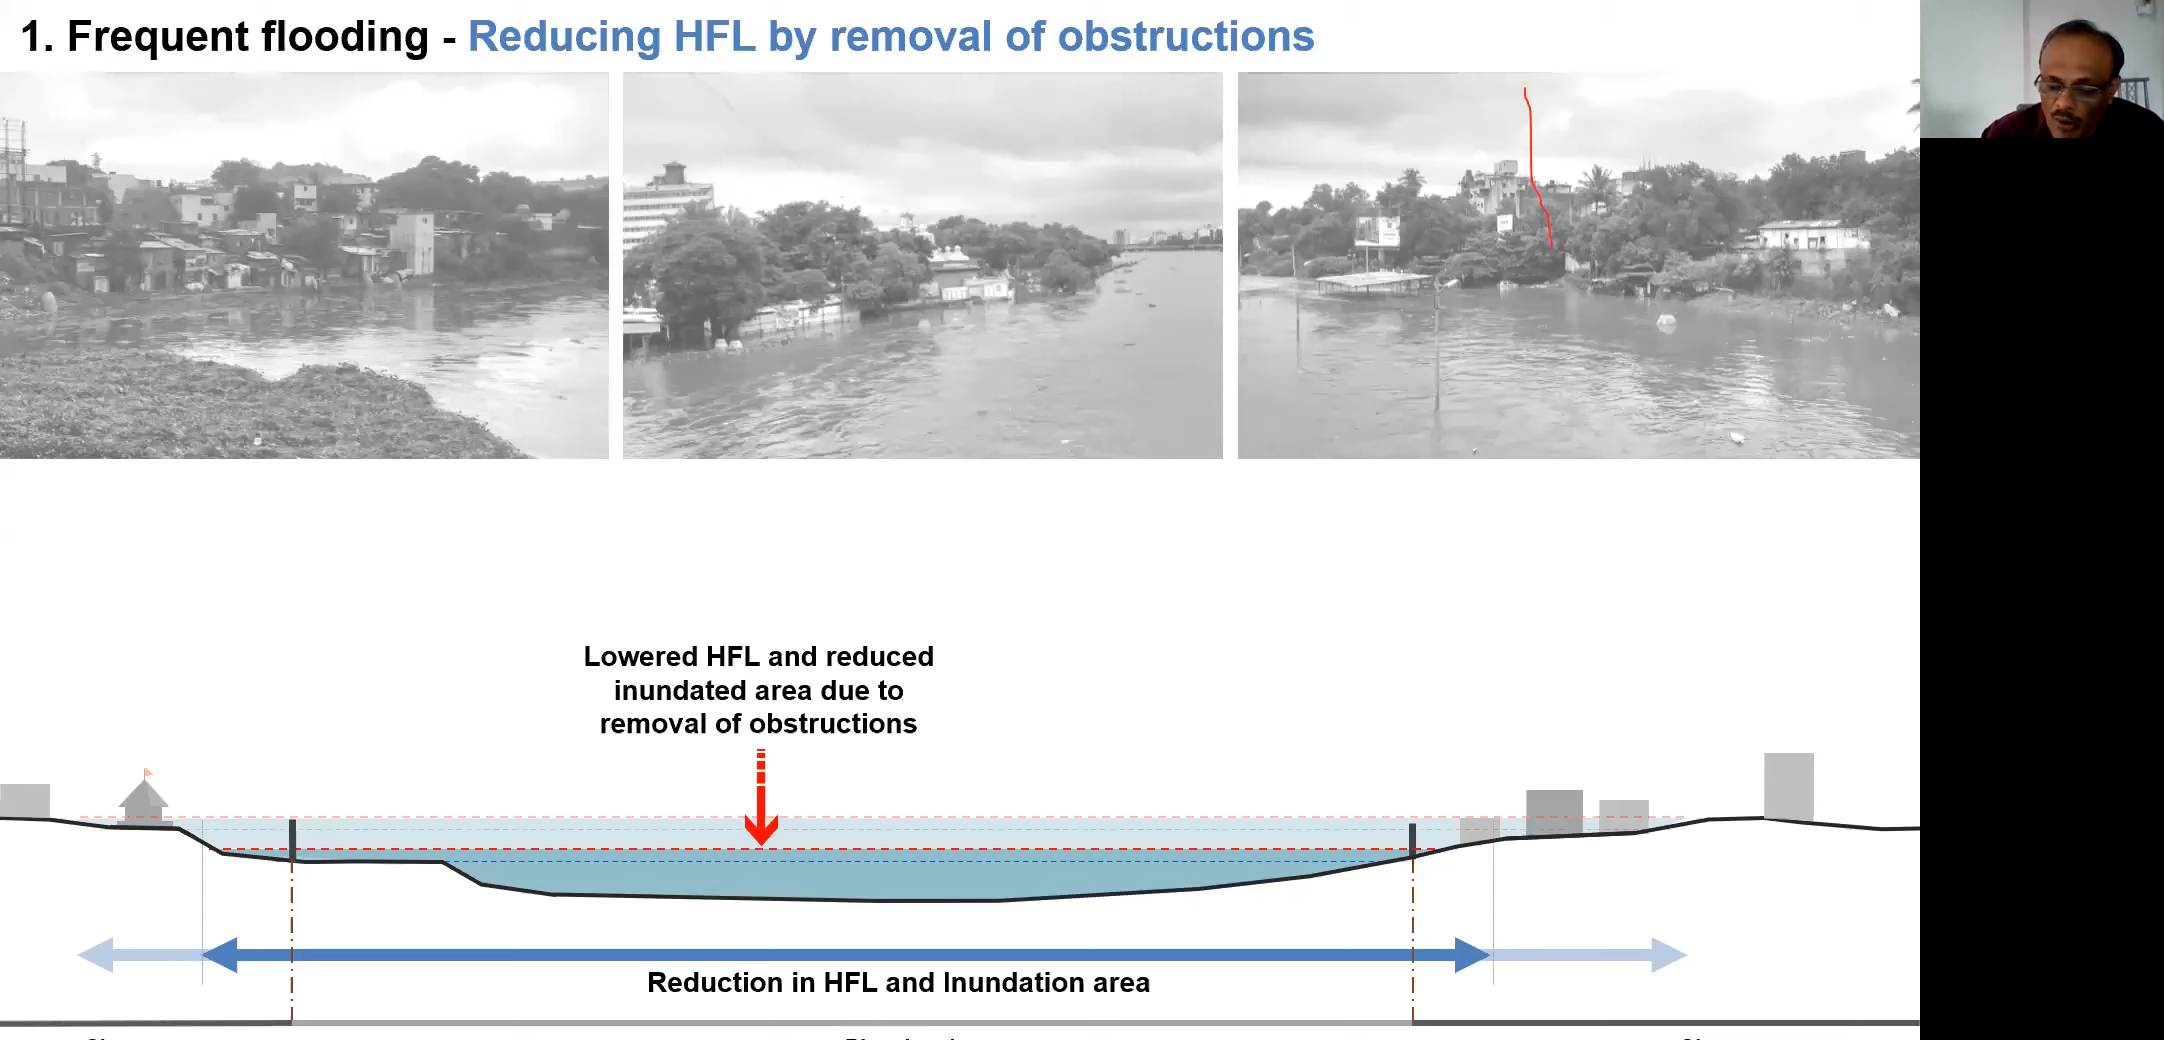 1. Frequent flooding - Reducing HFL by removal of obstructions
Lowered HFL and reduced
inundated area due to
removal of obstructions
Reduction in HFL and Inundation area